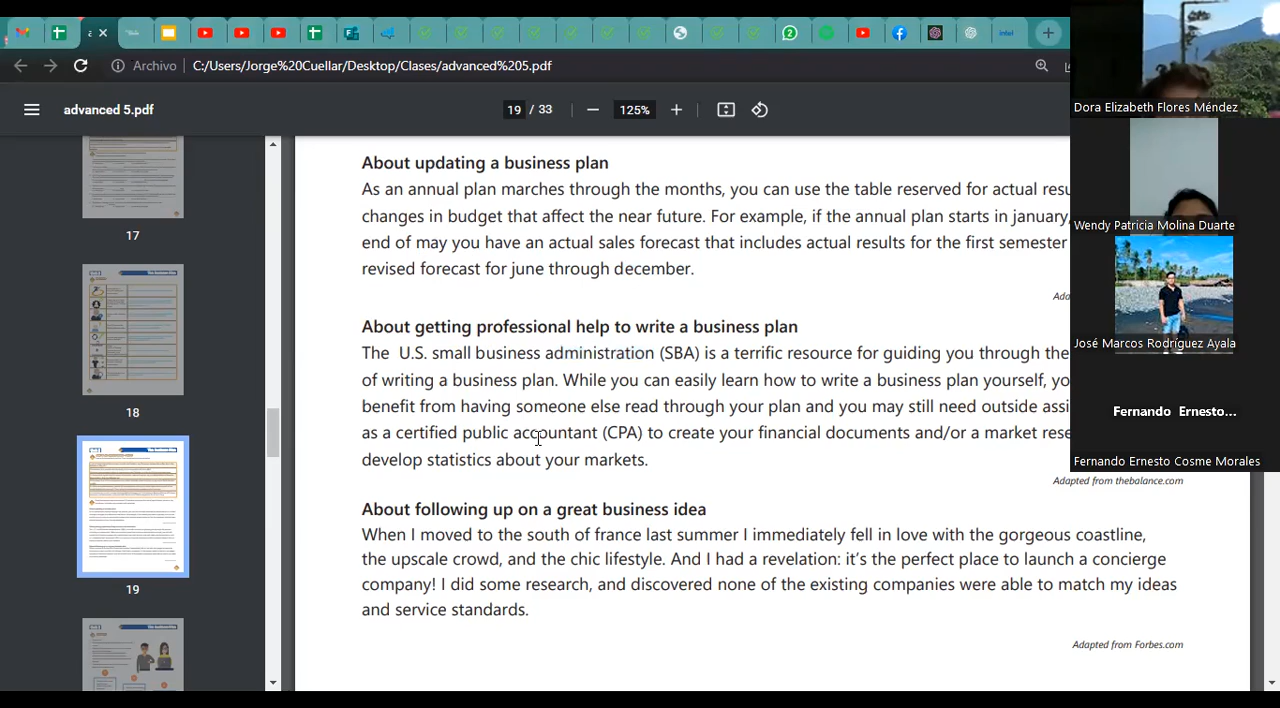 a
2
intel
Archivo
C:/Users/Jorge%20Cuellar/Desktop/Clases/advanced%205.pdf
advanced 5.pdf
19 / 33
125%
Dora Elizabeth Flores Méndez
Wendy Patricia Molina Duarte
José Marcos Rodríguez Ayala
Fernando Ernesto...
Fernando Ernesto Cosme Morales
17
18
19
About updating a business plan
As an annual plan marches through the months, you can use the table reserved for actual resu
changes in budget that affect the near future. For example, if the annual plan starts in january,
end of may you have an actual sales forecast that includes actual results for the first semester
revised forecast for june through december.
Ada
About getting professional help to write a business plan
The U.S. small business administration (SBA) is a terrific resource for guiding you through the
of writing a business plan. While you can easily learn how to write a business plan yourself, yo
benefit from having someone else read through your plan and you may still need outside assi
as a certified public accountant (CPA) to create your financial documents and/or a market rese
develop statistics about your markets.
Adapted from thebalance.com
About following up on a great business idea
When I moved to the south of france last summer I immediately fell in love with the gorgeous coastline,
the upscale crowd, and the chic lifestyle. And I had a revelation: it's the perfect place to launch a concierge
company! I did some research, and discovered none of the existing companies were able to match my ideas
and service standards.
Adapted from Forbes.com